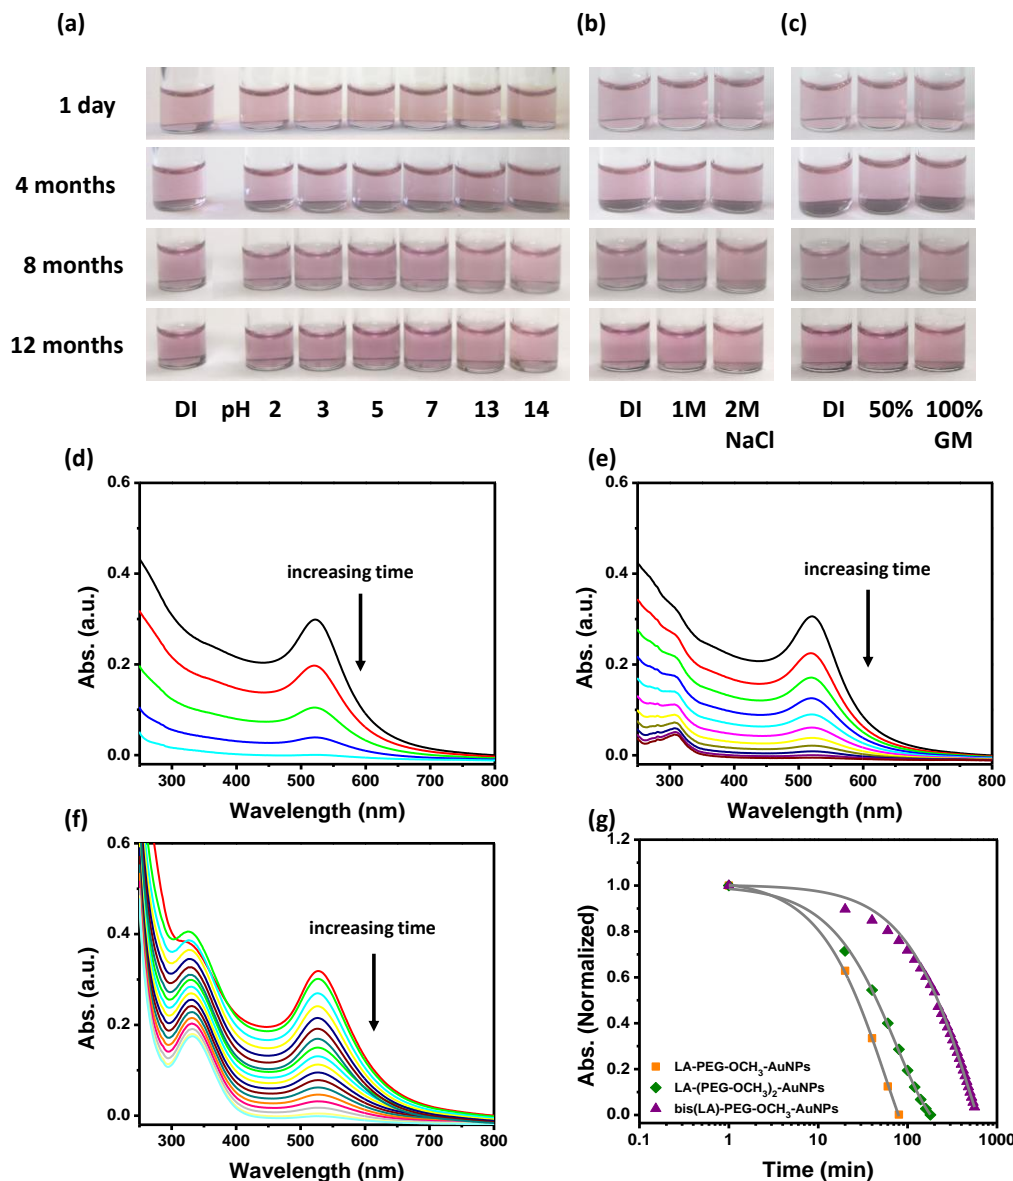 (a) (b) (c)
1 day
4 months
8 months
12 months
DI pH 2 3 5 7 13 14 DI 1M 2M DI 50% 100%
NaCl GM
(d)
0.6
0.4
0.2
0.0
Abs. (a.u.)
increasing time
300 400 500 600 700 800
Wavelength (nm)
(e)
0.6
0.4
0.2
0.0
Abs. (a.u.)
increasing time
300 400 500 600 700 800
Wavelength (nm)
(f)
0.6
0.4
0.2
0.0
Abs. (a.u.)
increasing time
300 400 500 600 700 800
Wavelength (nm)
(g)
1.2
1.0
0.8
0.6
0.4
0.2
0.0
Abs. (Normalized)
LA-PEG-OCH3-AuNPs
LA-(PEG-OCH3)2-AuNPs
bis(LA)-PEG-OCH3-AuNPs
0.1 1 10 100 1000
Time (min)